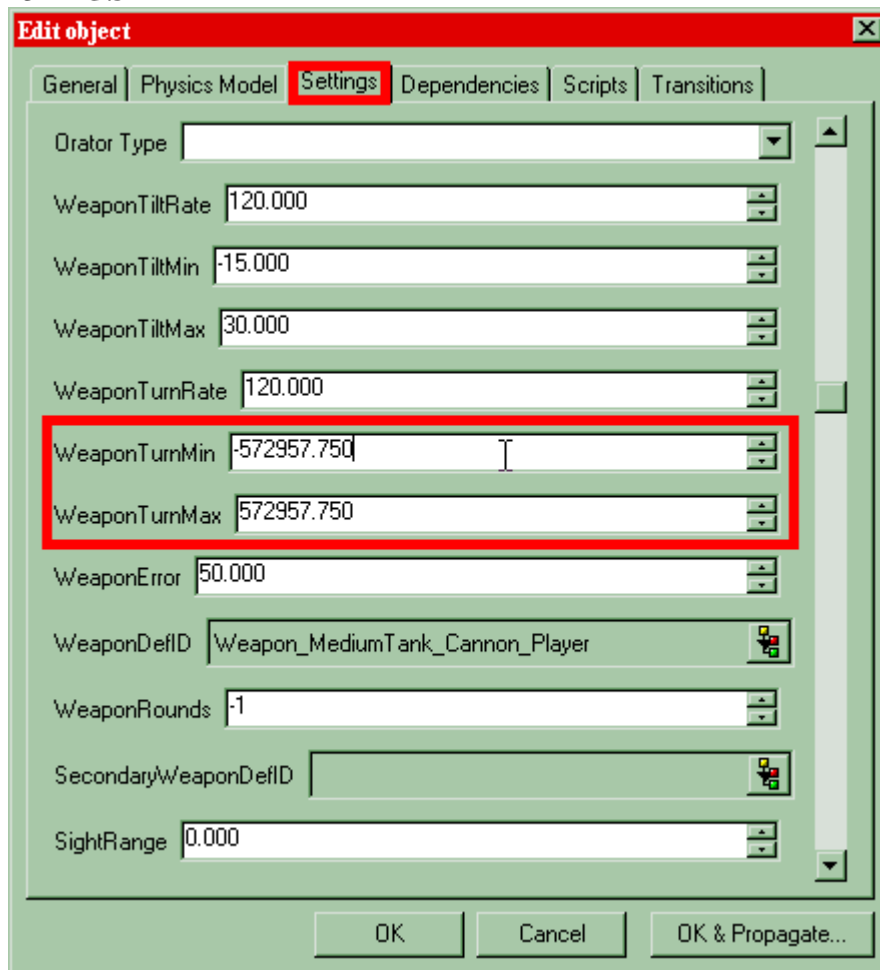 Edit object
General Physics Model Settings Dependencies Scripts Transitions
Orator Type
WeaponTiltRate 120.000
WeaponTiltMin -15.000
WeaponTiltMax 30.000
WeaponTurnRate 120.000
WeaponTurnMin -572957.750
WeaponTurnMax 572957.750
WeaponError 50.000
WeaponDefID Weapon_MediumTank_Cannon_Player
WeaponRounds -1
SecondaryWeaponDefID
SightRange 0.000
OK Cancel OK & Propagate...